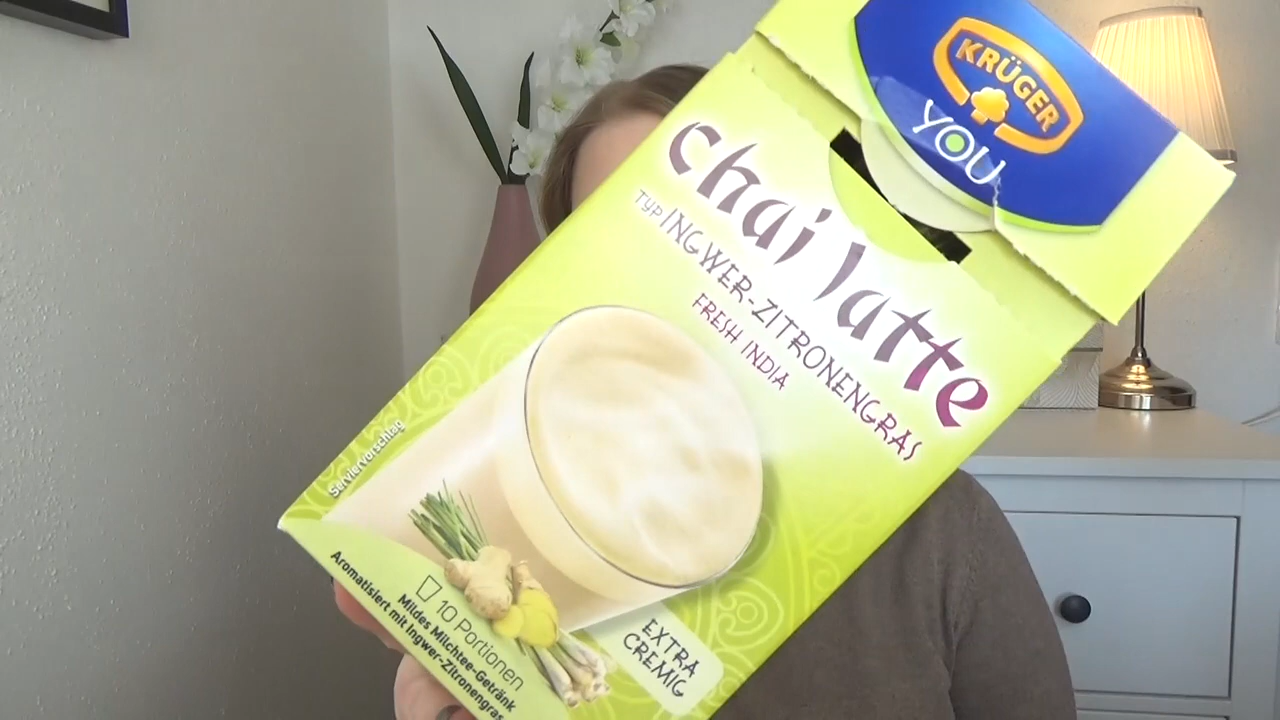 KRÜGER
YOU
chai latte
TYP INGWER-ZITRONENGRAS
FRESH INDIA
Serviervorschlag
EXTRA
CREMIG
10 Portionen
Mildes Milchtee-Getränk
Aromatisiert mit Ingwer-Zitronengras